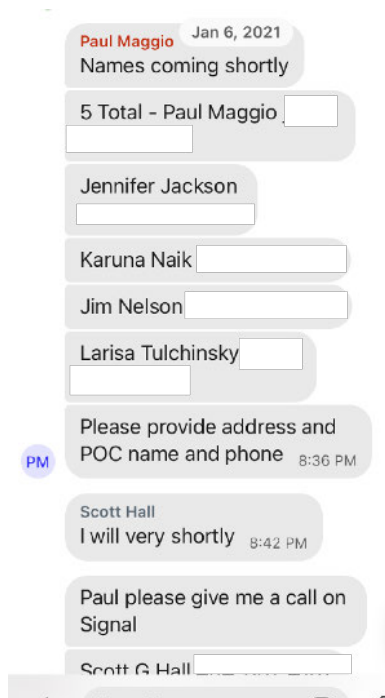 Jan 6, 2021
Paul Maggio
Names coming shortly
5 Total - Paul Maggio
Jennifer Jackson
Karuna Naik
Jim Nelson
Larisa Tulchinsky
Please provide address and
POC name and phone 8:36 PM
PM
Scott Hall
I will very shortly 8:42 PM
Paul please give me a call on
Signal
Scott G Hall